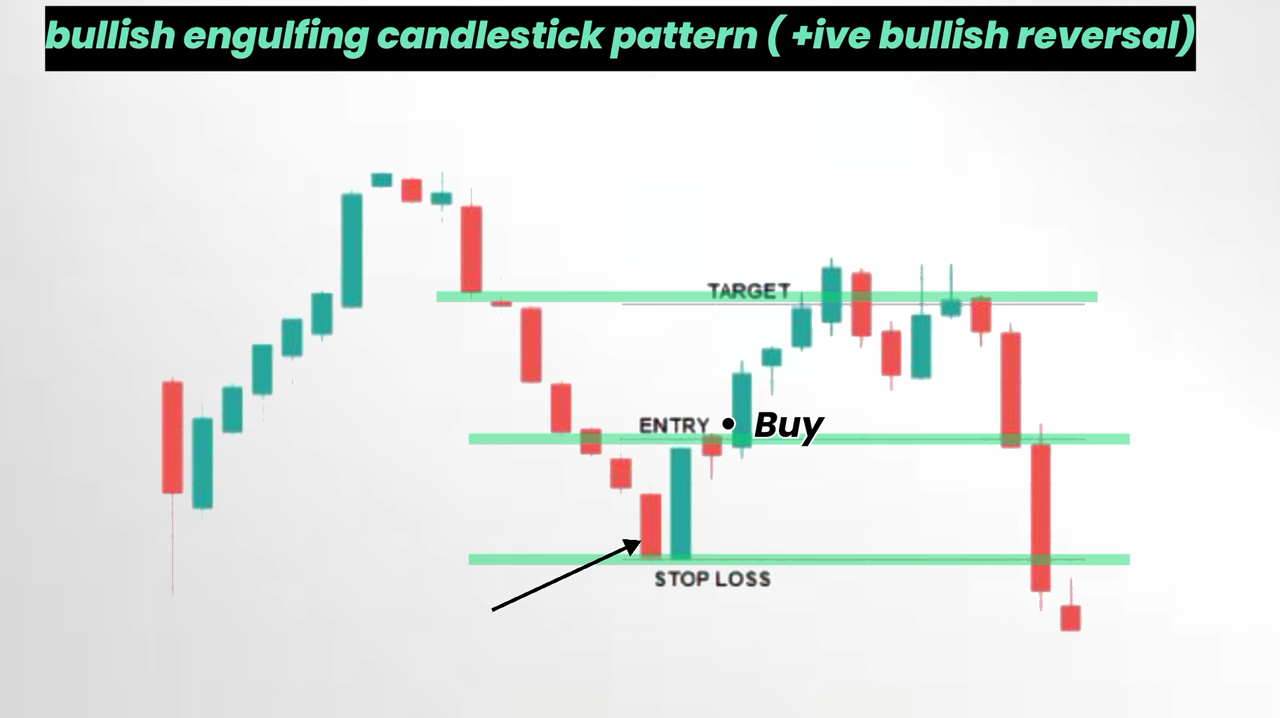 bullish engulfing candlestick pattern ( +ive bullish reversal)
TARGET
ENTRY • Buy
STOP LOSS